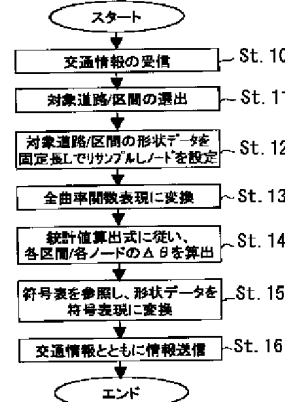 スタート
交通情報の受信
St. 10
対象道路/区間の選出
St. 11
対象道路/区間の形状データを
固定長Lでリサンプルしノードを設定
St. 12
全曲率関数表現に変換
St. 13
統計値算出式に従い、
各区間/各ノードのΔθを算出
St. 14
符号表を参照し、形状データを
符号表現に変換
St. 15
交通情報とともに情報送信
St. 16
エンド